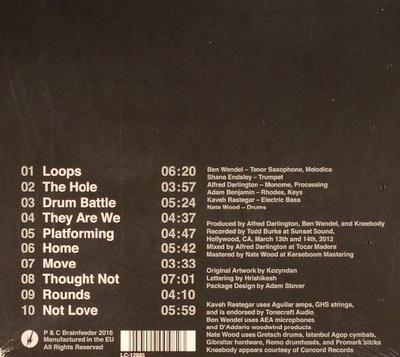 01 Loops 06:20
02 The Hole 03:57
03 Drum Battle 05:24
04 They Are We 04:37
05 Platforming 04:47
06 Home 05:42
07 Move 03:33
08 Thought Not 07:01
09 Rounds 04:10
10 Not Love 05:59
Ben Wendel – Tenor Saxophone, Melodica
Shane Endsley – Trumpet
Alfred Darlington – Monome, Processing
Adam Benjamin – Rhodes, Keys
Kaveh Rastegar – Electric Bass
Nate Wood – Drums
Produced by Alfred Darlington, Ben Wendel, and Kneebody
Recorded by Todd Burke at Sunset Sound,
Hollywood, CA, March 13th and 14th, 2012
Mixed by Alfred Darlington at Tocar Madera
Mastered by Nate Wood at Kerseboom Mastering
Original Artwork by Kozyndan
Lettering by Hrishikesh
Package Design by Adam Stover
Kaveh Rastegar uses Aguilar amps, GHS strings,
and is endorsed by Tonecraft Audio
Ben Wendel uses AEA microphones
and D'Addario woodwind products
Nate Wood uses Gretsch drums, Istanbul Agop cymbals,
Gibraltar hardware, Remo drumheads, and Promark sticks
Kneebody appears courtesy of Concord Records
P & C Brainfeeder 2015
Manufactured in the EU
All Rights Reserved
LC-12885